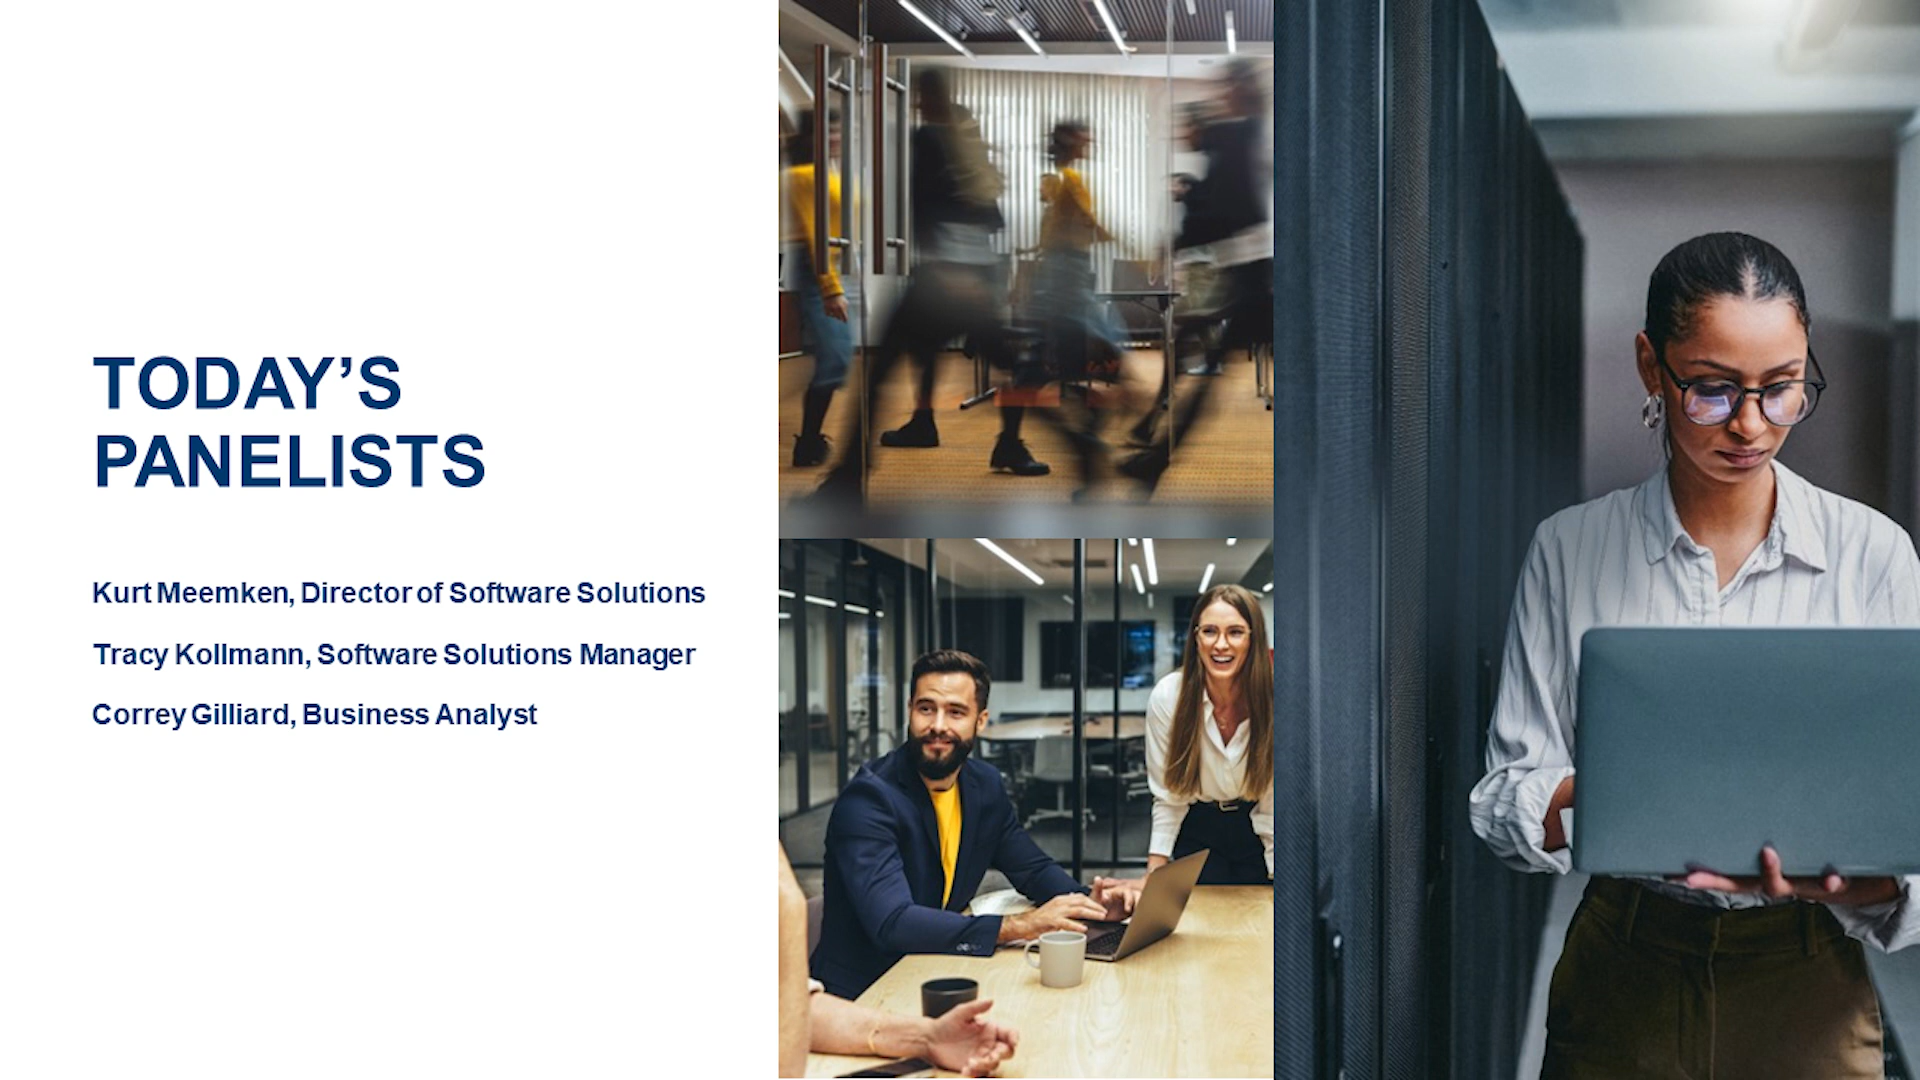 TODAY’S
PANELISTS
Kurt Meemken, Director of Software Solutions
Tracy Kollmann, Software Solutions Manager
Correy Gilliard, Business Analyst